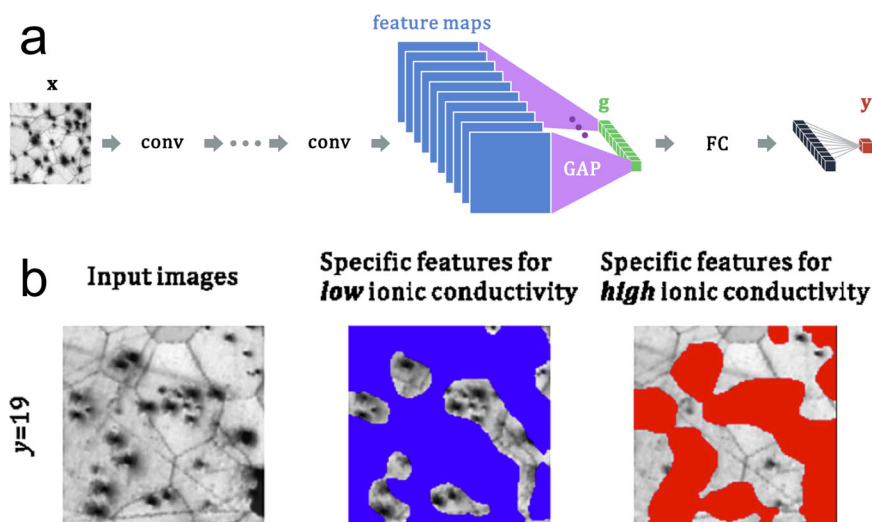 a
feature maps
x
g
y
conv
conv
GAP
FC
b
Input images
Specific features for
low ionic conductivity
Specific features for
high ionic conductivity
y=19